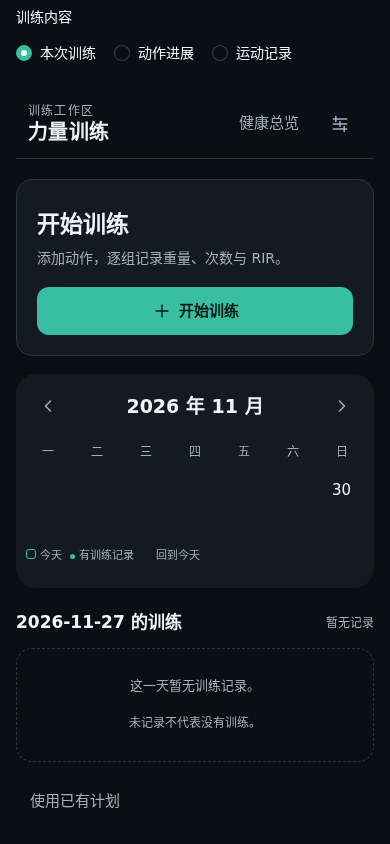 训练内容
本次训练 动作进展 运动记录
训练工作区
力量训练
健康总览
开始训练
添加动作，逐组记录重量、次数与 RIR。
开始训练
2026 年 11 月
一 二 三 四 五 六 日
30
今天 有训练记录 回到今天
2026-11-27 的训练 暂无记录
这一天暂无训练记录。
未记录不代表没有训练。
使用已有计划